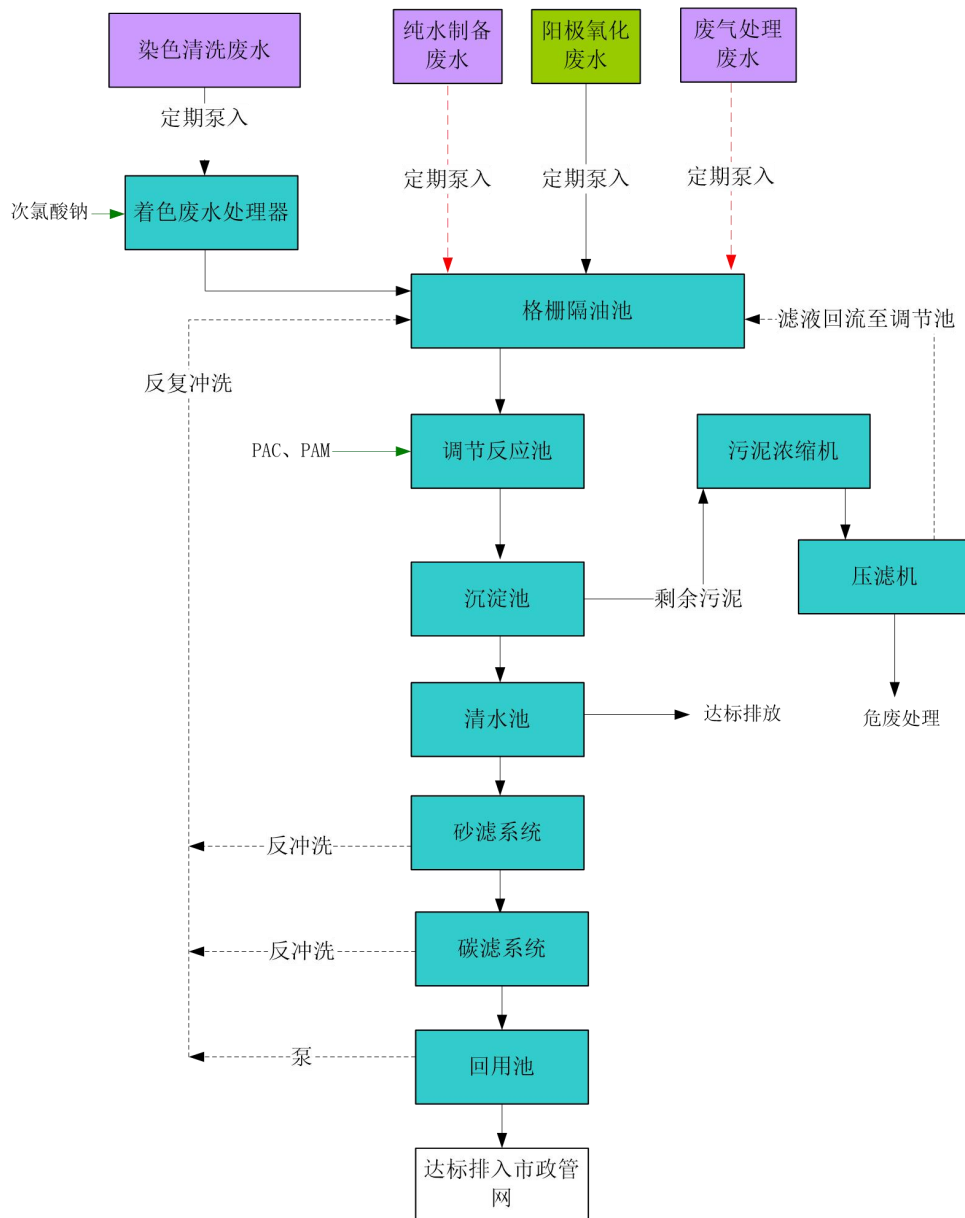 染色清洗废水
纯水制备
废水
阳极氧化
废水
废气处理
废水
定期泵入
定期泵入
定期泵入
定期泵入
次氯酸钠
着色废水处理器
格栅隔油池
滤液回流至调节池
反复冲洗
PAC、PAM
调节反应池
污泥浓缩机
压滤机
沉淀池
剩余污泥
清水池
达标排放
危废处理
砂滤系统
反冲洗
碳滤系统
反冲洗
泵
回用池
达标排入市政管
网